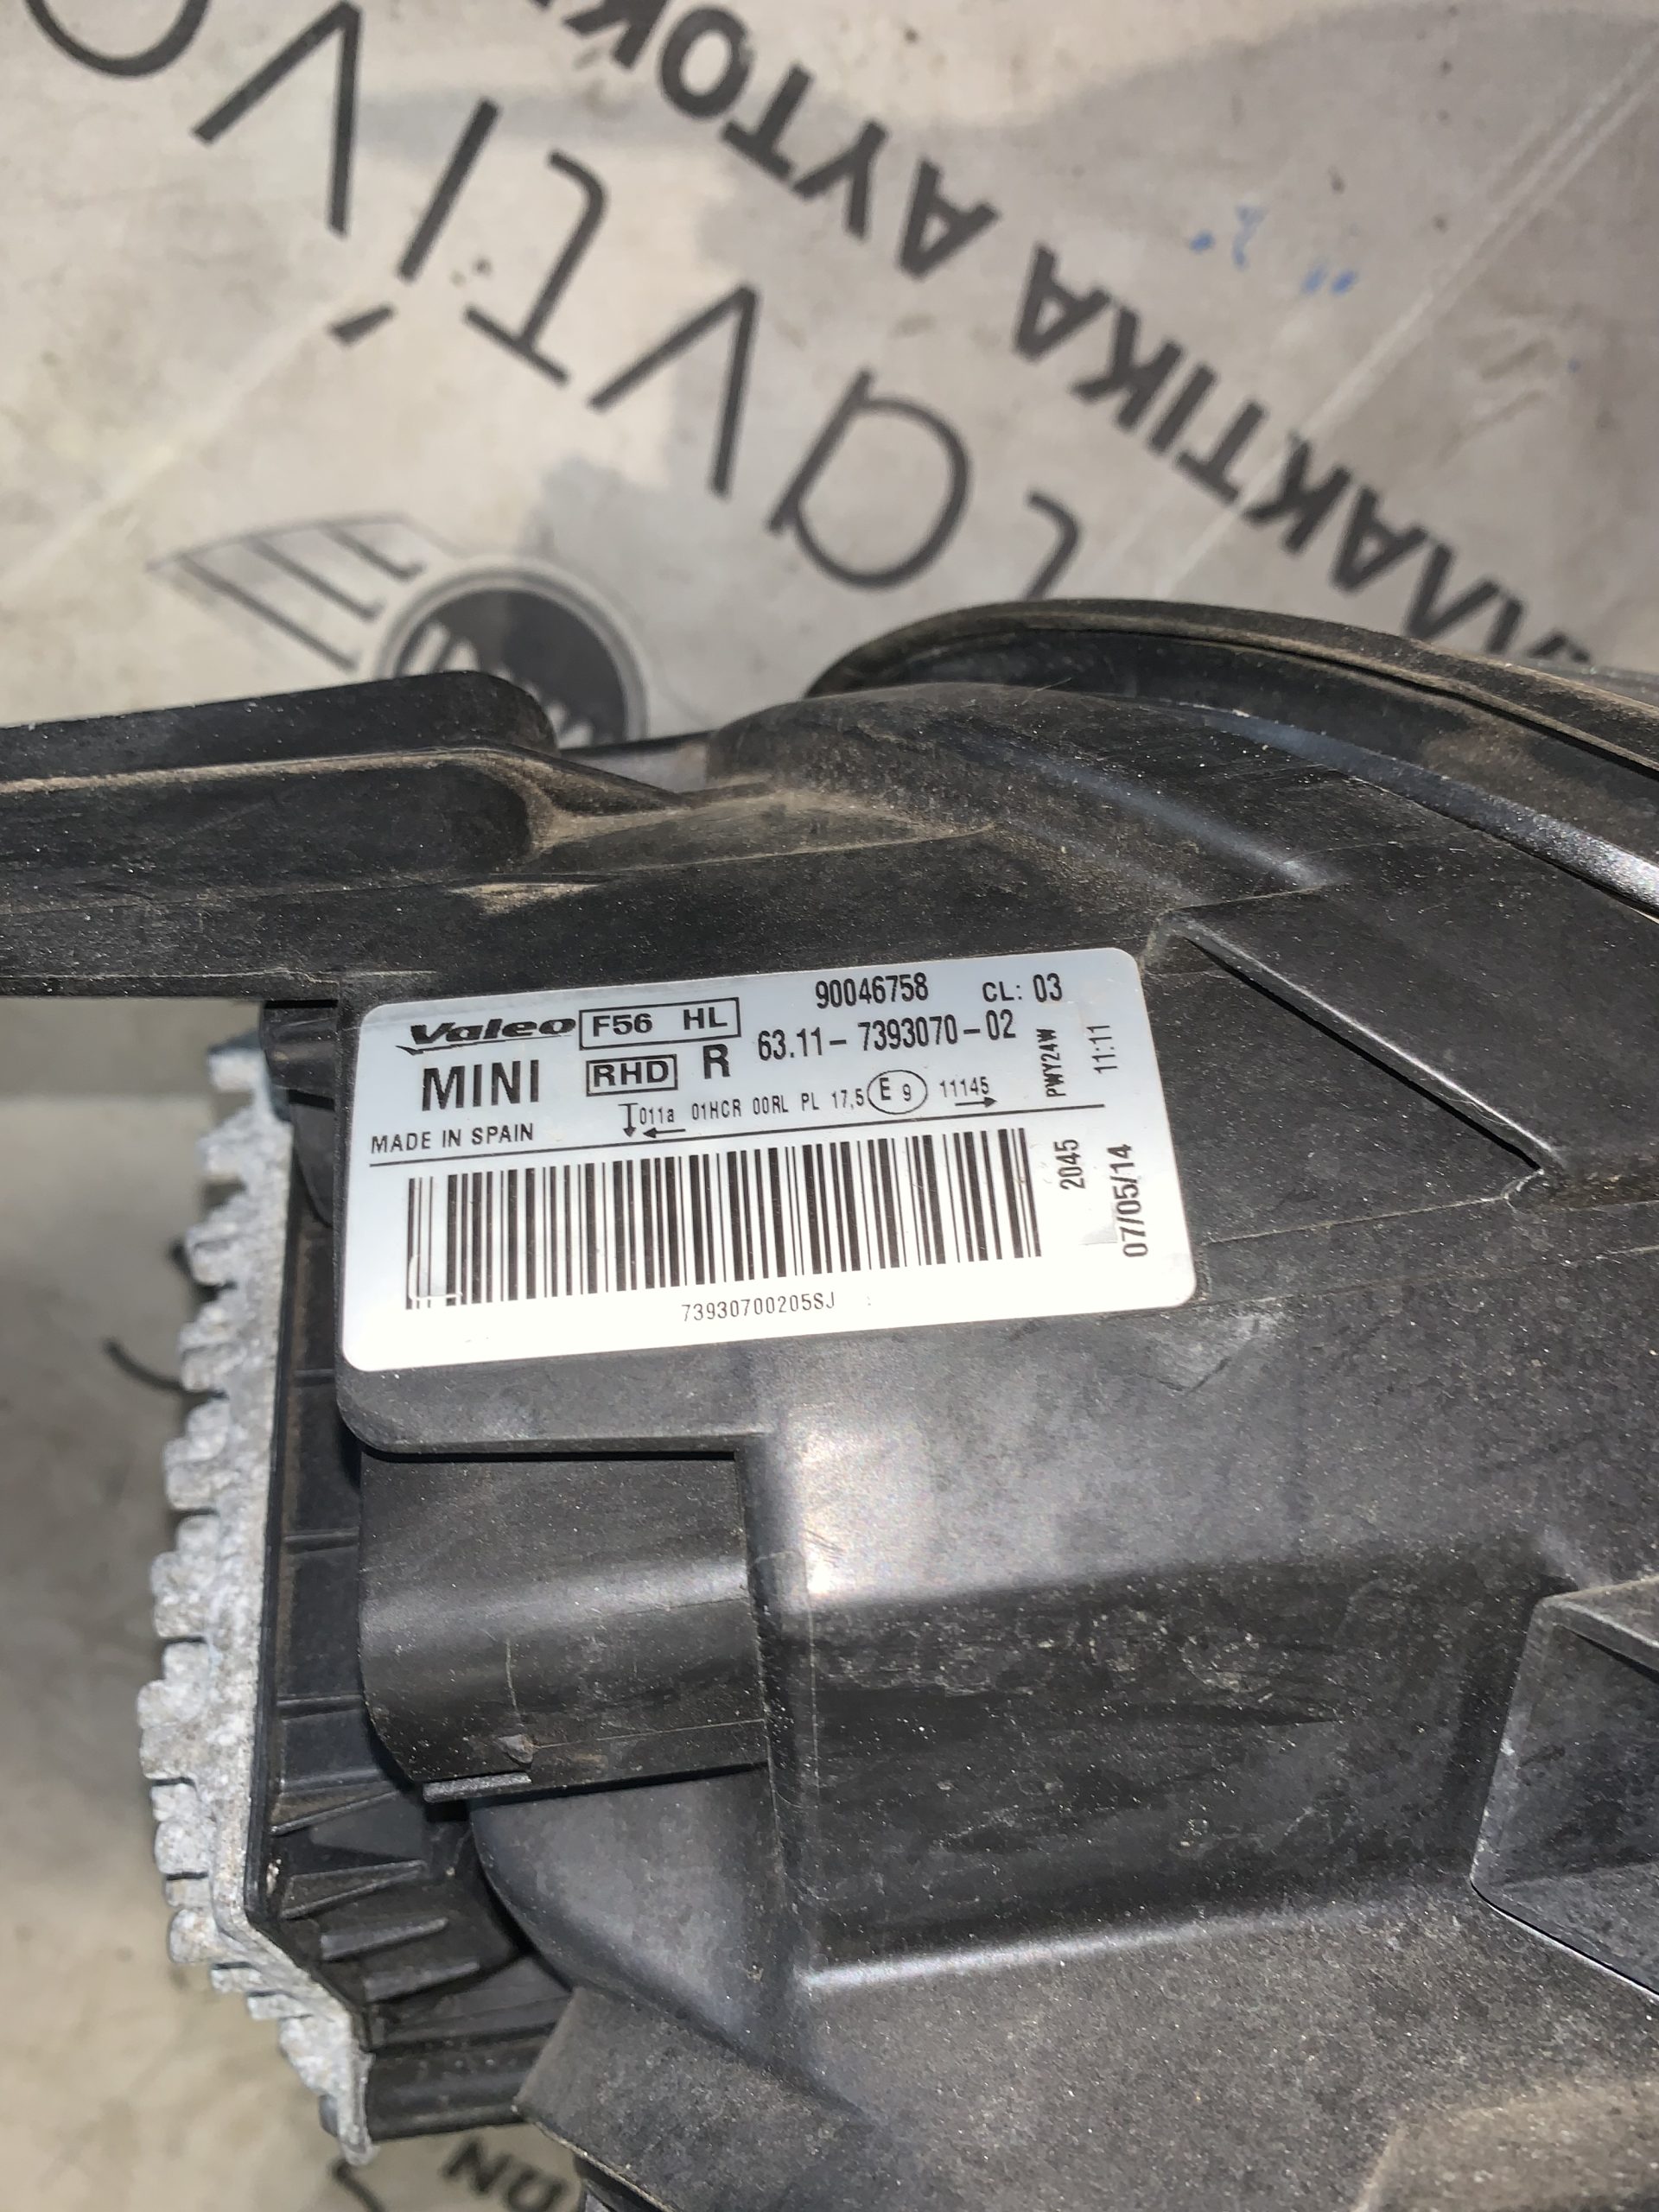 Valeo F56 HL 90046758 CL: 03
MINI RHD R 63.11-7393070-02
011a 01HCR 00RL PL 17,5 E 9 11145
PWY24W
11:11
MADE IN SPAIN
2045
07/05/14
73930700205SJ